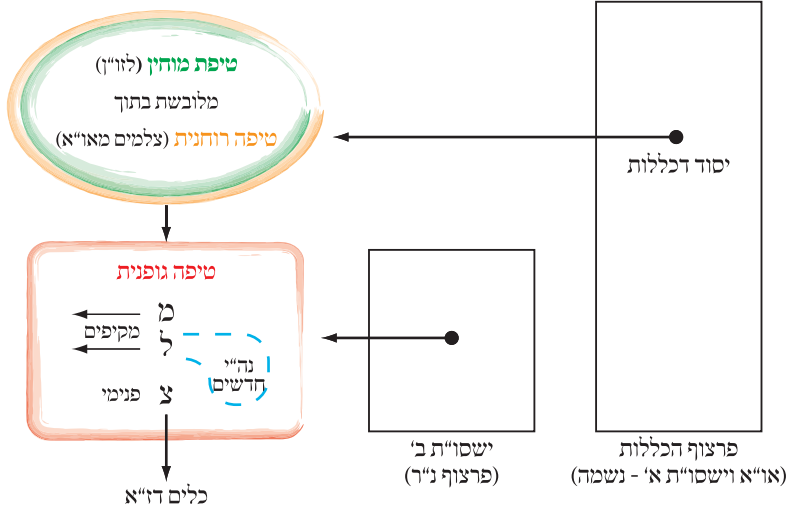 טיפת מוחין (לזו"ן)
מלובשת בתוך
טיפה רוחנית (צלמים מאו"א)
יסוד דכללות
טיפה גופנית
מ
מקיפים
ל
נה"י
חדשים
צ
פנימי
כלים דז"א
ישסו"ת ב'
(פרצוף נ"ר)
פרצוף הכללות
(או"א וישסו"ת א' - נשמה)